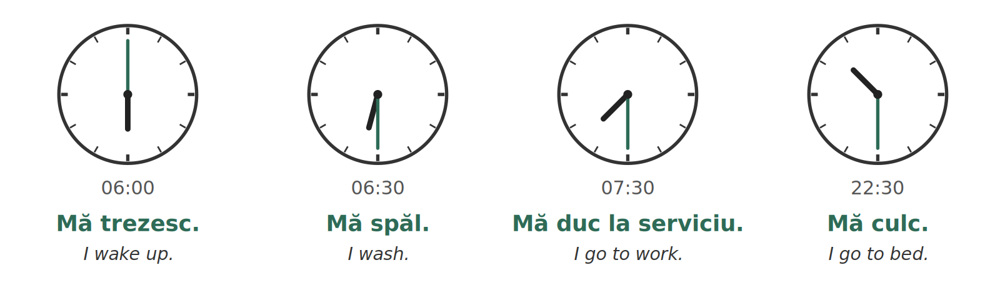 06:00
Mă trezesc.
I wake up.
06:30
Mă spăl.
I wash.
07:30
Mă duc la serviciu.
I go to work.
22:30
Mă culc.
I go to bed.